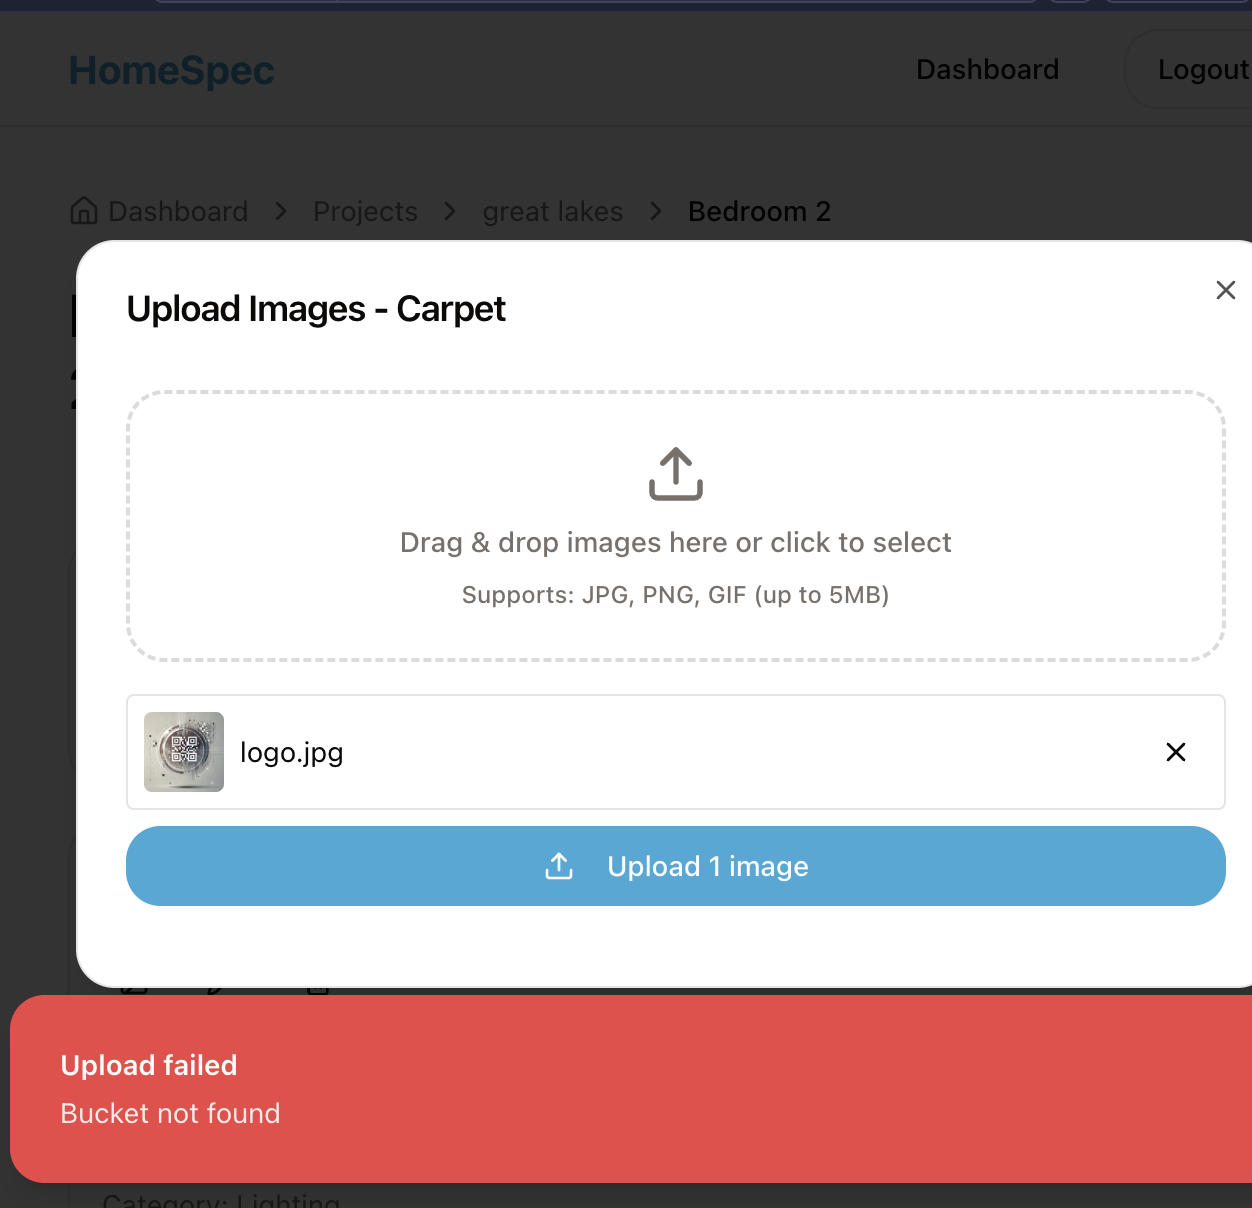 HomeSpec
Dashboard
Logout
Dashboard > Projects > great lakes > Bedroom 2
Upload Images - Carpet
Drag & drop images here or click to select
Supports: JPG, PNG, GIF (up to 5MB)
logo.jpg
Upload 1 image
Upload failed
Bucket not found
Category: Lighting